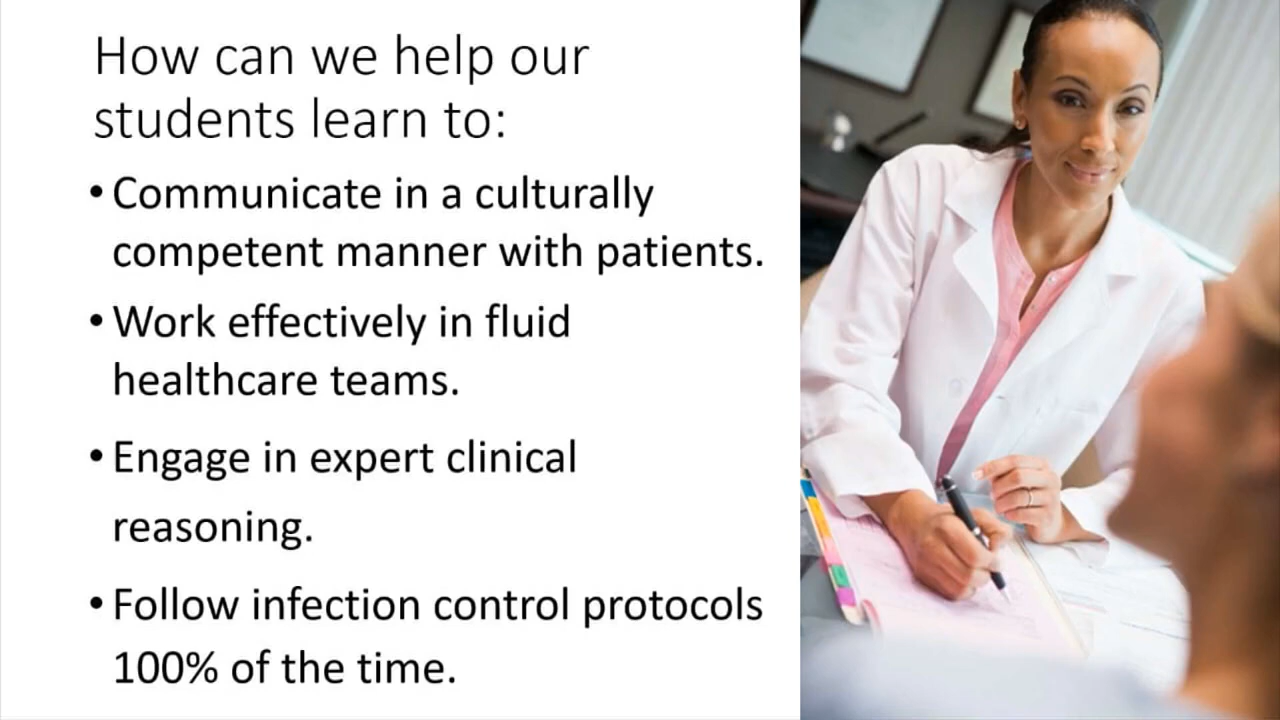 How can we help our
students learn to:
• Communicate in a culturally
competent manner with patients.
• Work effectively in fluid
healthcare teams.
• Engage in expert clinical
reasoning.
• Follow infection control protocols
100% of the time.